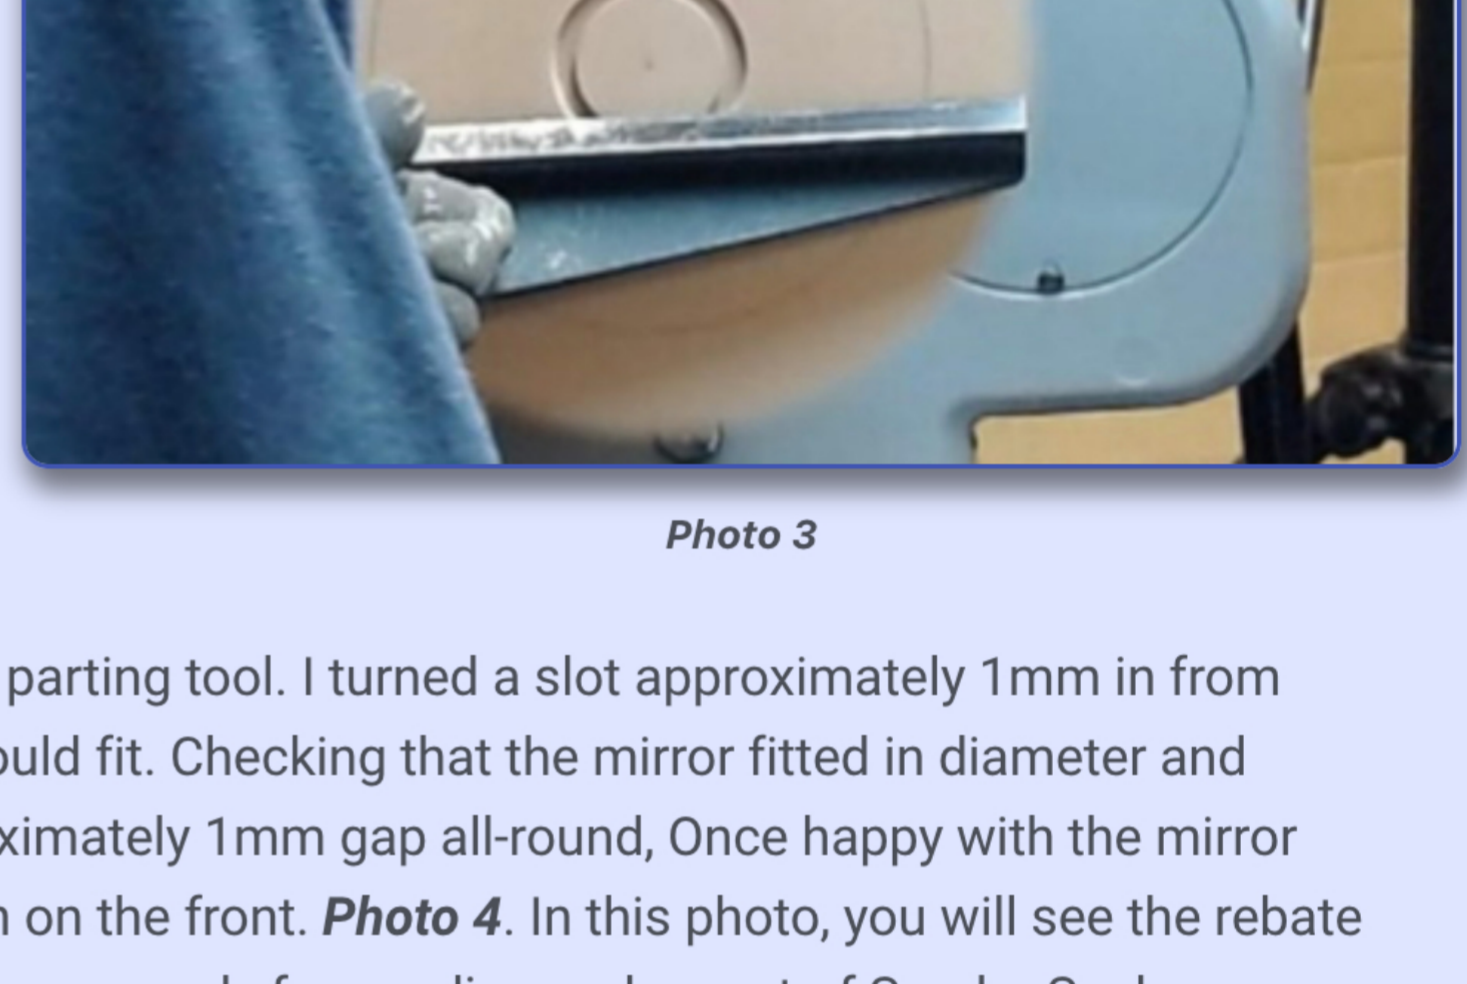 Photo 3
parting tool. I turned a slot approximately 1mm in from
fit. Checking that the mirror fitted in diameter and
1mm gap all-round, Once happy with the mirror
on the front. Photo 4. In this photo, you will see the rebate